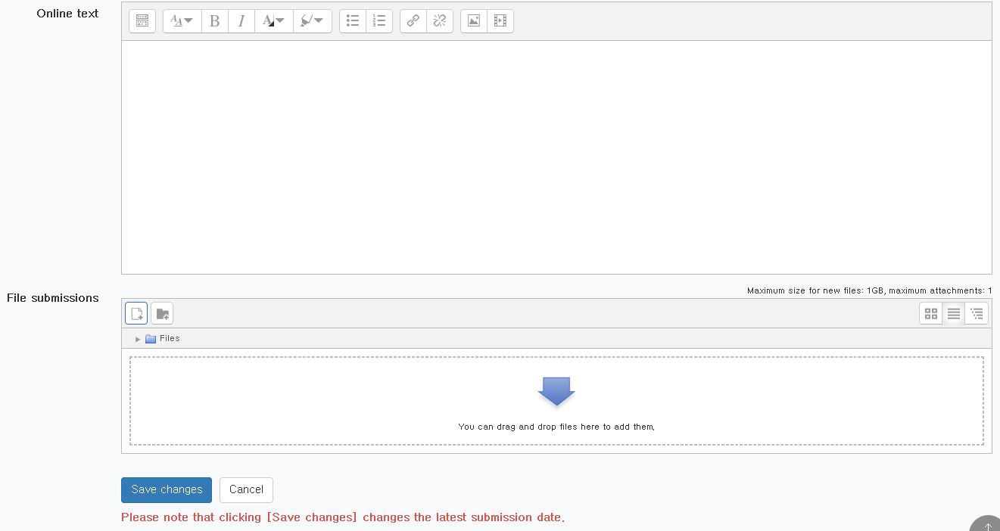 Online text
Maximum size for new files: 1GB, maximum attachments: 1
File submissions
Files
You can drag and drop files here to add them.
Save changes
Cancel
Please note that clicking [Save changes] changes the latest submission date.